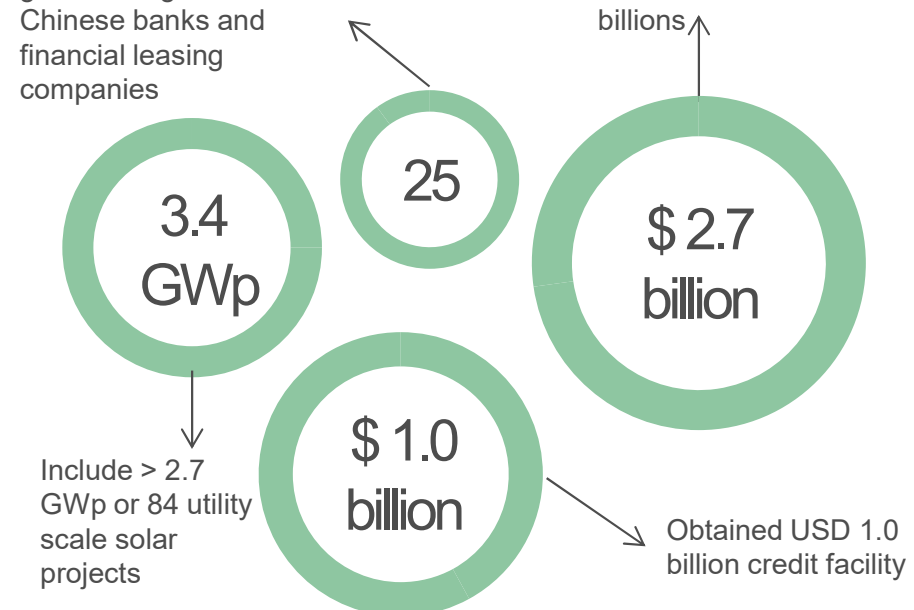 Chinese banks and
financial leasing
companies
billions
25
3.4
GWp
$ 2.7
billion
$ 1.0
billion
Include > 2.7
GWp or 84 utility
scale solar
projects
Obtained USD 1.0
billion credit facility